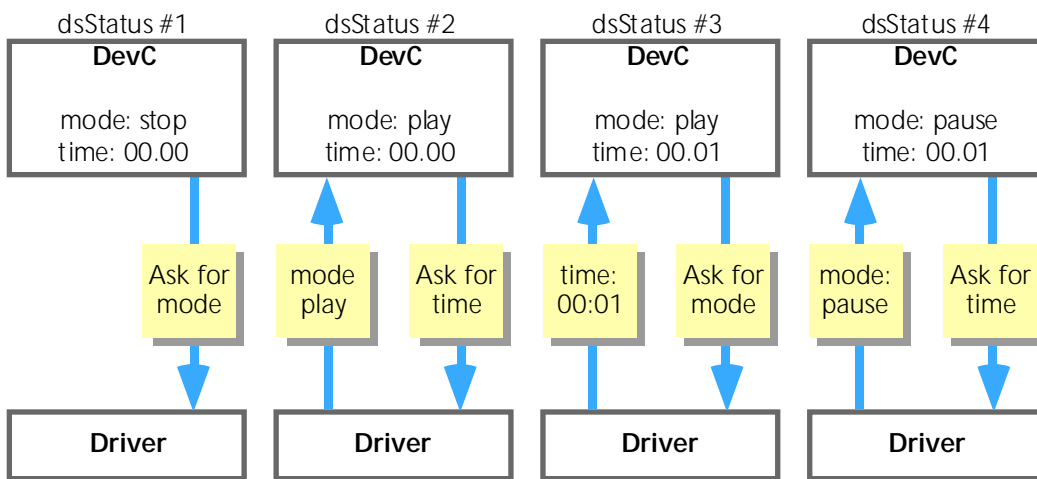 dsStatus #1
DevC
mode: stop
time: 00.00
Ask for
mode
Driver
dsStatus #2
DevC
mode: play
time: 00.00
mode
play
Ask for
time
Driver
dsStatus #3
DevC
mode: play
time: 00.01
time:
00:01
Ask for
mode
Driver
dsStatus #4
DevC
mode: pause
time: 00.01
mode:
pause
Ask for
time
Driver